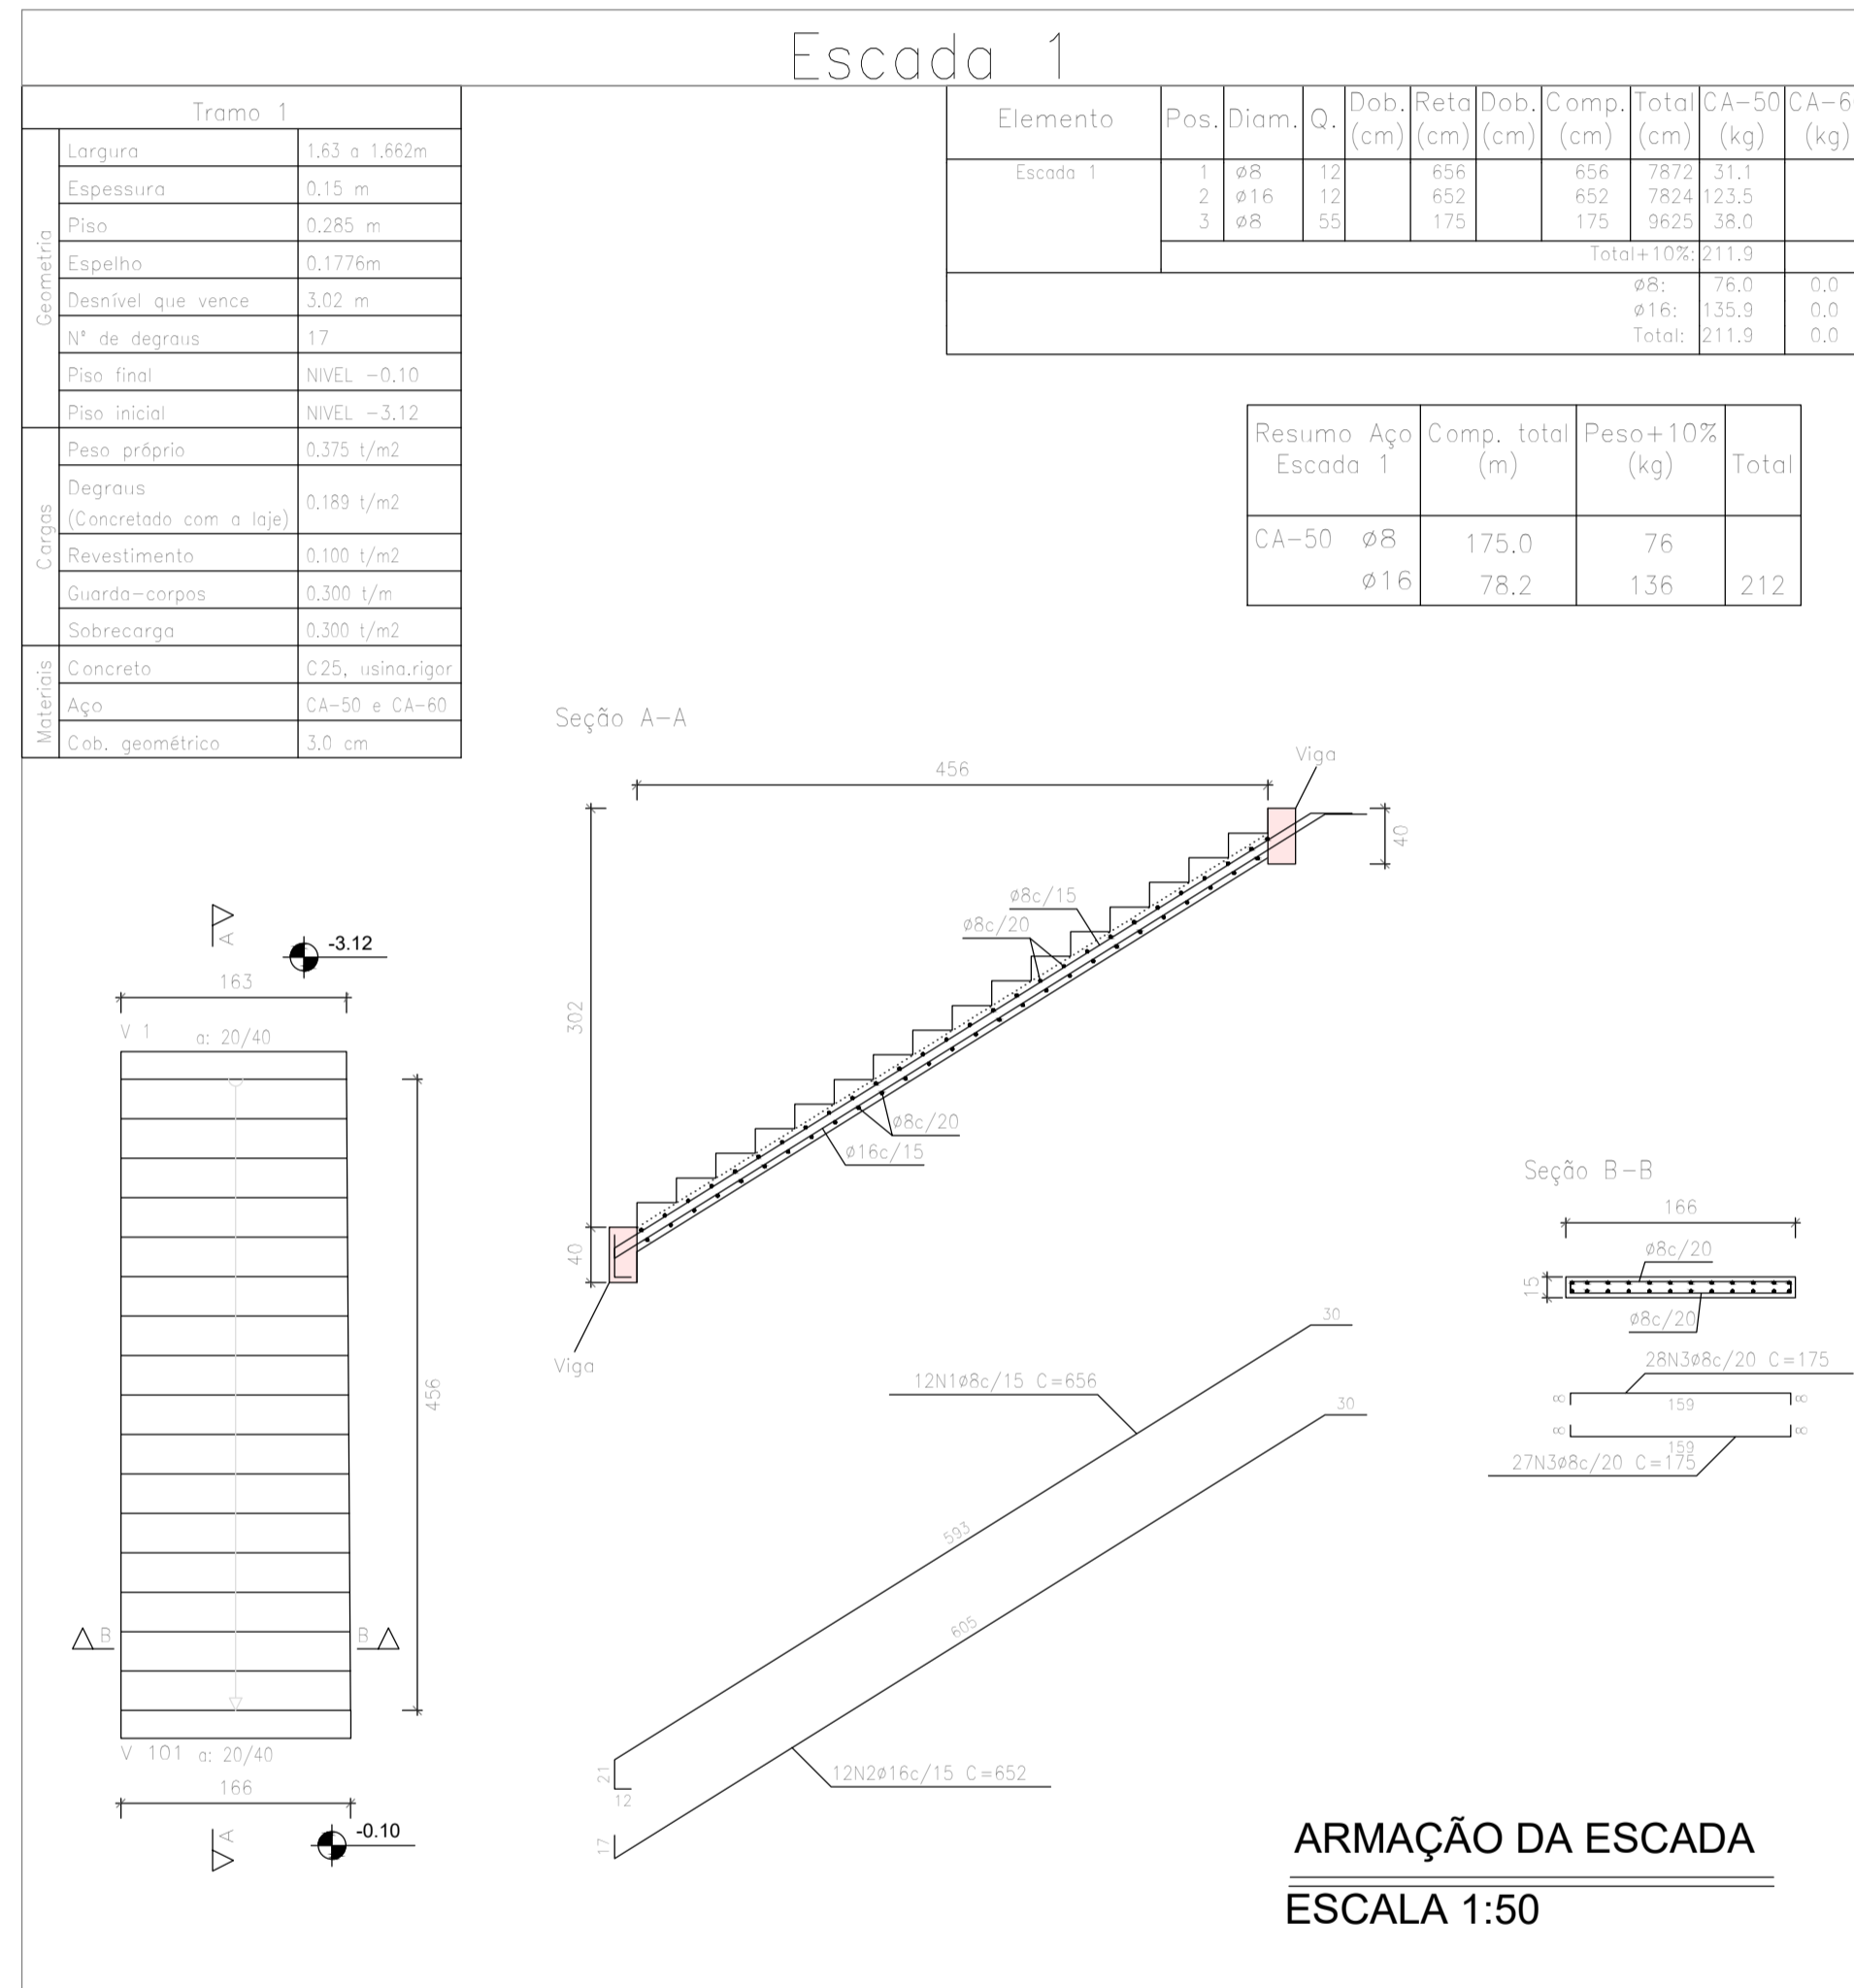 Escada 1
Tramo 1
Geometria
Largura 1.63 a 1.662m
Espessura 0.15 m
Piso 0.285 m
Espelho 0.1776m
Desnível que vence 3.02 m
N° de degraus 17
Piso final NIVEL -0.10
Piso inicial NIVEL -3.12
Cargas
Peso próprio 0.375 t/m2
Degraus
(Concretado com a laje) 0.189 t/m2
Revestimento 0.100 t/m2
Guarda-corpos 0.300 t/m
Sobrecarga 0.300 t/m2
Materiais
Concreto C25, usina.rigor
Aço CA-50 e CA-60
Cob. geométrico 3.0 cm
Elemento Pos. Diam. Q. Dob. Reta Dob. Comp. Total CA-50 CA-6
(cm) (cm) (cm) (cm) (cm) (kg) (kg)
Escada 1 1 ø8 12 656 656 7872 31.1
2 ø16 12 652 652 7824 123.5
3 ø8 55 175 175 9625 38.0
Total+10%: 211.9
ø8: 76.0 0.0
ø16: 135.9 0.0
Total: 211.9 0.0
Resumo Aço Comp. total Peso+10%
Escada 1 (m) (kg) Total
CA-50 ø8 175.0 76
ø16 78.2 136 212
Seção A-A
456
Viga
40
302
ø8c/15
ø8c/20
ø8c/20
ø16c/15
40
Viga
A
-3.12
163
V 1 a: 20/40
456
B B
V 101 a: 20/40
166
A
-0.10
Seção B-B
166
ø8c/20
15
ø8c/20
28N3ø8c/20 C=175
8 159 8
8 159 8
27N3ø8c/20 C=175
30
12N1ø8c/15 C=656
30
593
605
21
12
12N2ø16c/15 C=652
17
ARMAÇÃO DA ESCADA
ESCALA 1:50